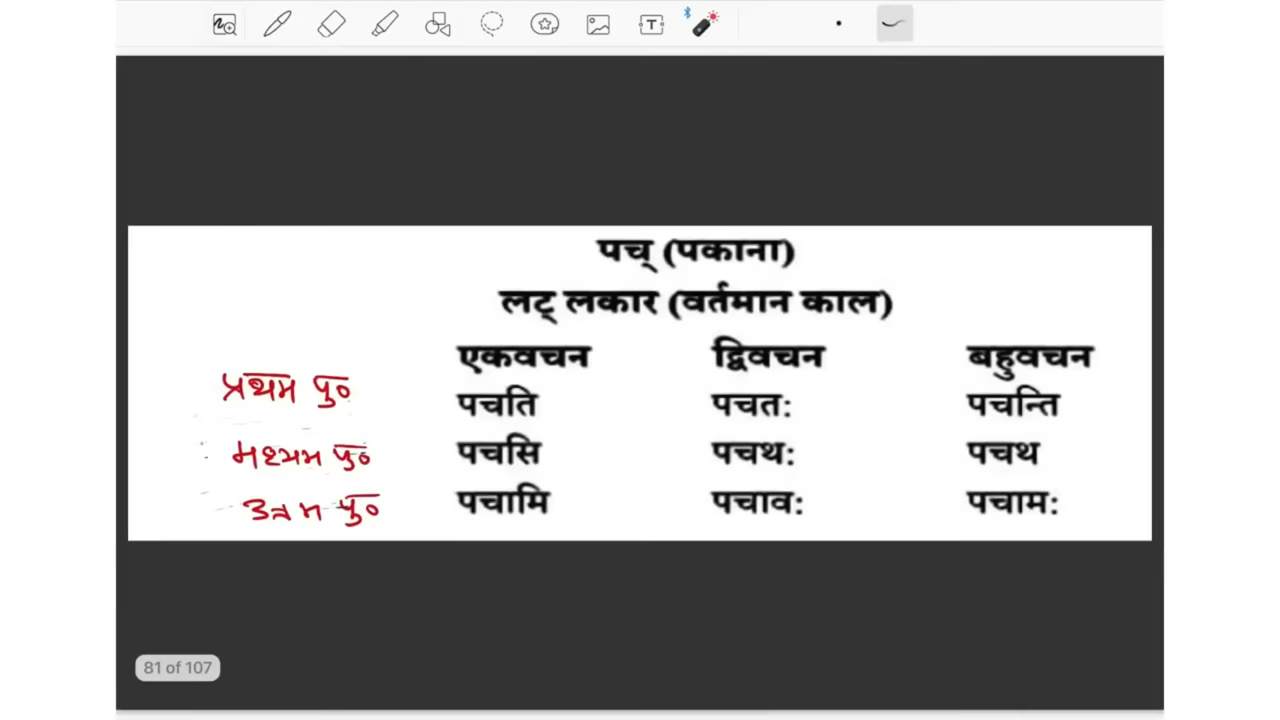 पच् (पकाना)
लट् लकार (वर्तमान काल)
एकवचन द्विवचन बहुवचन
प्रथम पु० पचति पचत: पचन्ति
मध्यम पु० पचसि पचथ: पचथ
उत्तम पु० पचामि पचाव: पचाम:
81 of 107